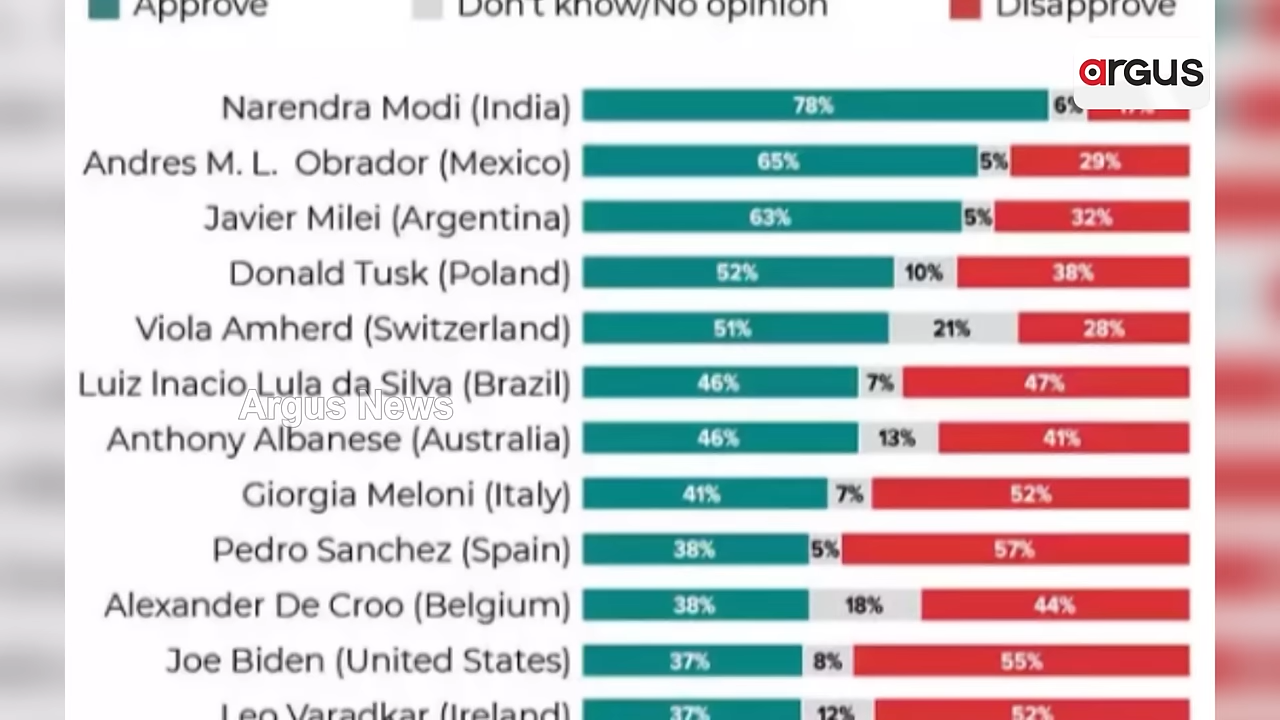 Approve Don't know/No opinion Disapprove
argus
Narendra Modi (India) 78% 6% 17%
Andres M. L. Obrador (Mexico) 65% 5% 29%
Javier Milei (Argentina) 63% 5% 32%
Donald Tusk (Poland) 52% 10% 38%
Viola Amherd (Switzerland) 51% 21% 28%
Luiz Inacio Lula da Silva (Brazil) 46% 7% 47%
Argus News
Anthony Albanese (Australia) 46% 13% 41%
Giorgia Meloni (Italy) 41% 7% 52%
Pedro Sanchez (Spain) 38% 5% 57%
Alexander De Croo (Belgium) 38% 18% 44%
Joe Biden (United States) 37% 8% 55%
Leo Varadkar (Ireland) 37% 12% 52%